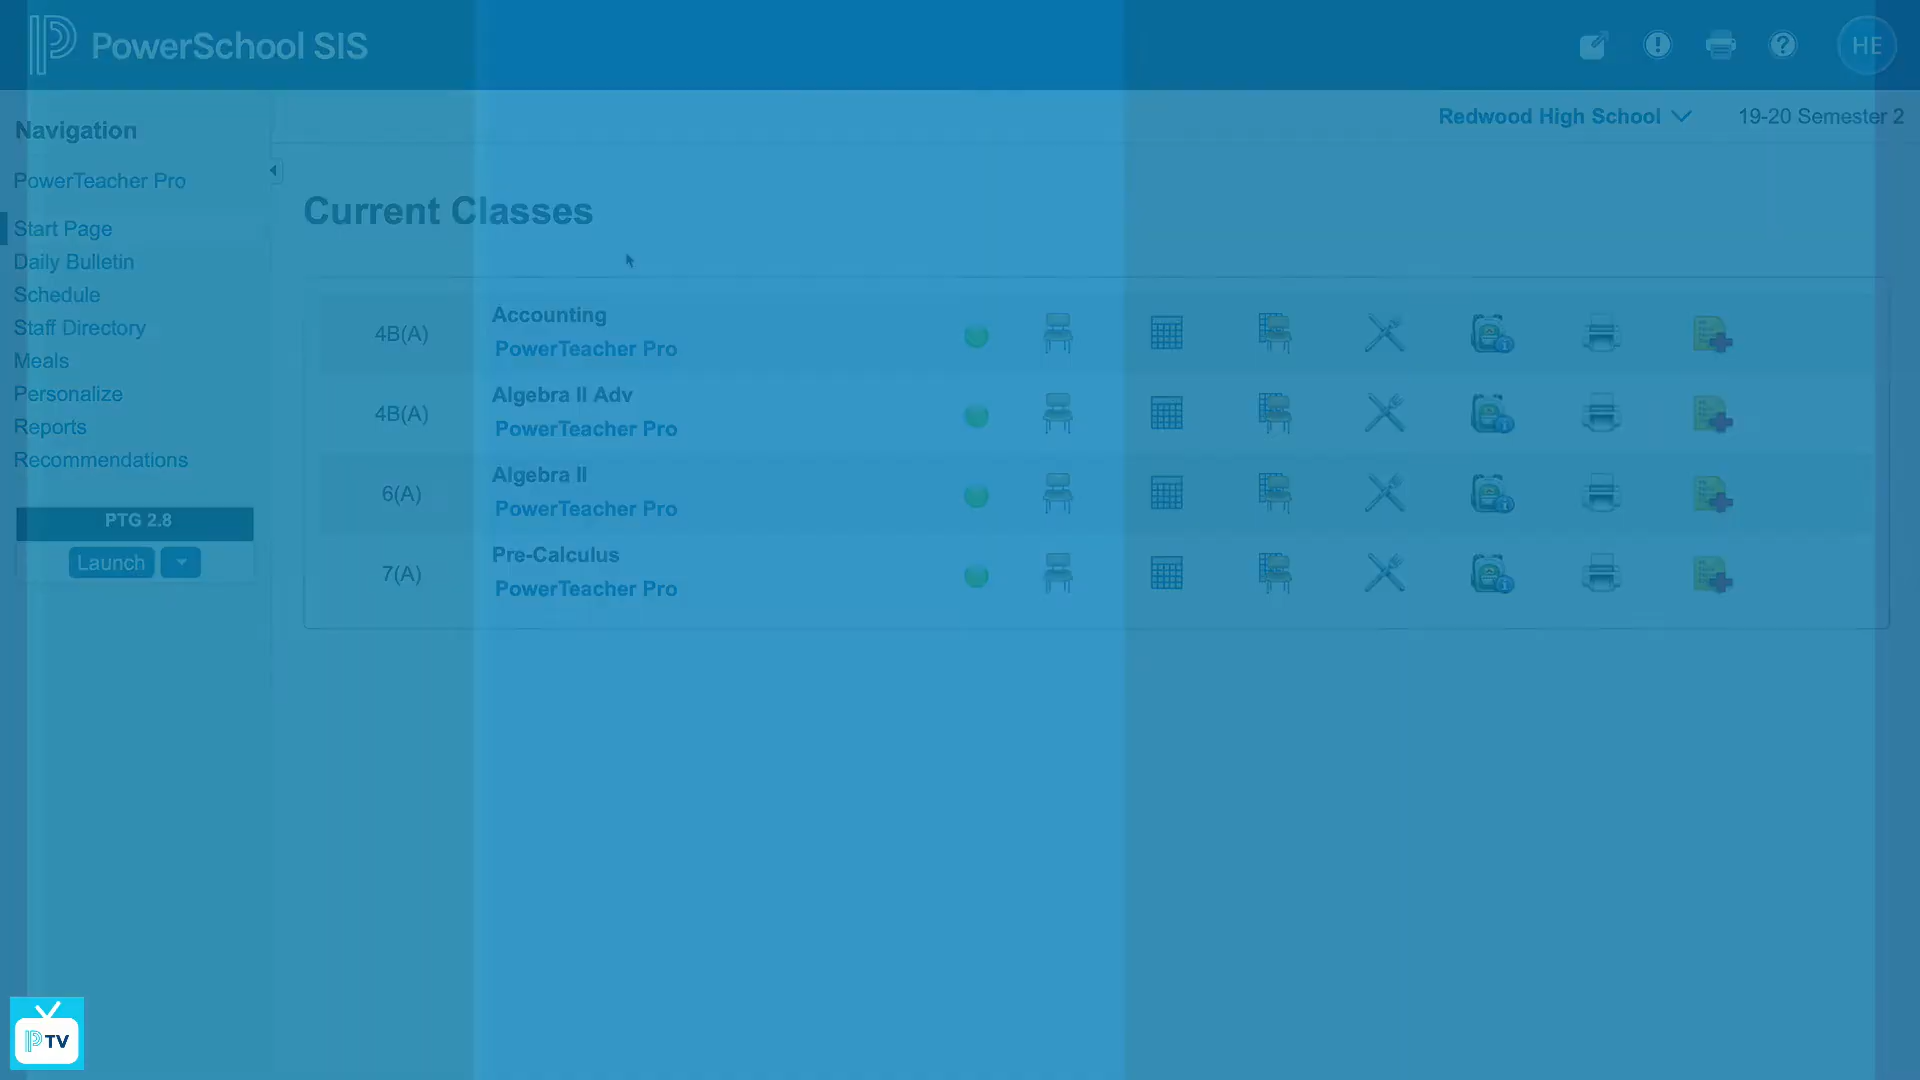 PowerSchool SIS
HE
Redwood High School
19-20 Semester 2
Navigation
PowerTeacher Pro
Start Page
Daily Bulletin
Schedule
Staff Directory
Meals
Personalize
Reports
Recommendations
PTG 2.8
Launch
Current Classes
4B(A)
Accounting
PowerTeacher Pro
4B(A)
Algebra II Adv
PowerTeacher Pro
6(A)
Algebra II
PowerTeacher Pro
7(A)
Pre-Calculus
PowerTeacher Pro
P TV